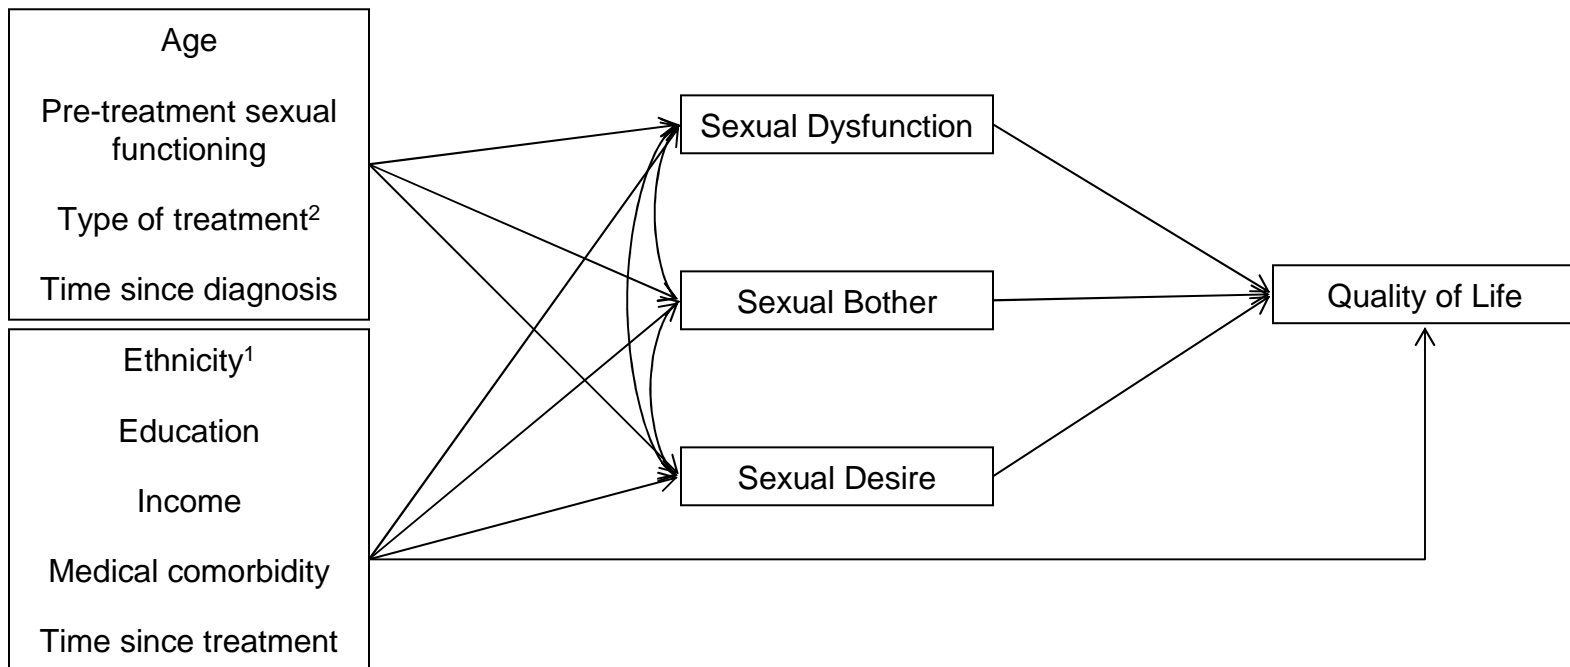 Age
Pre-treatment sexual
functioning
Type of treatment²
Time since diagnosis
Ethnicity¹
Education
Income
Medical comorbidity
Time since treatment
Sexual Dysfunction
Sexual Bother
Sexual Desire
Quality of Life